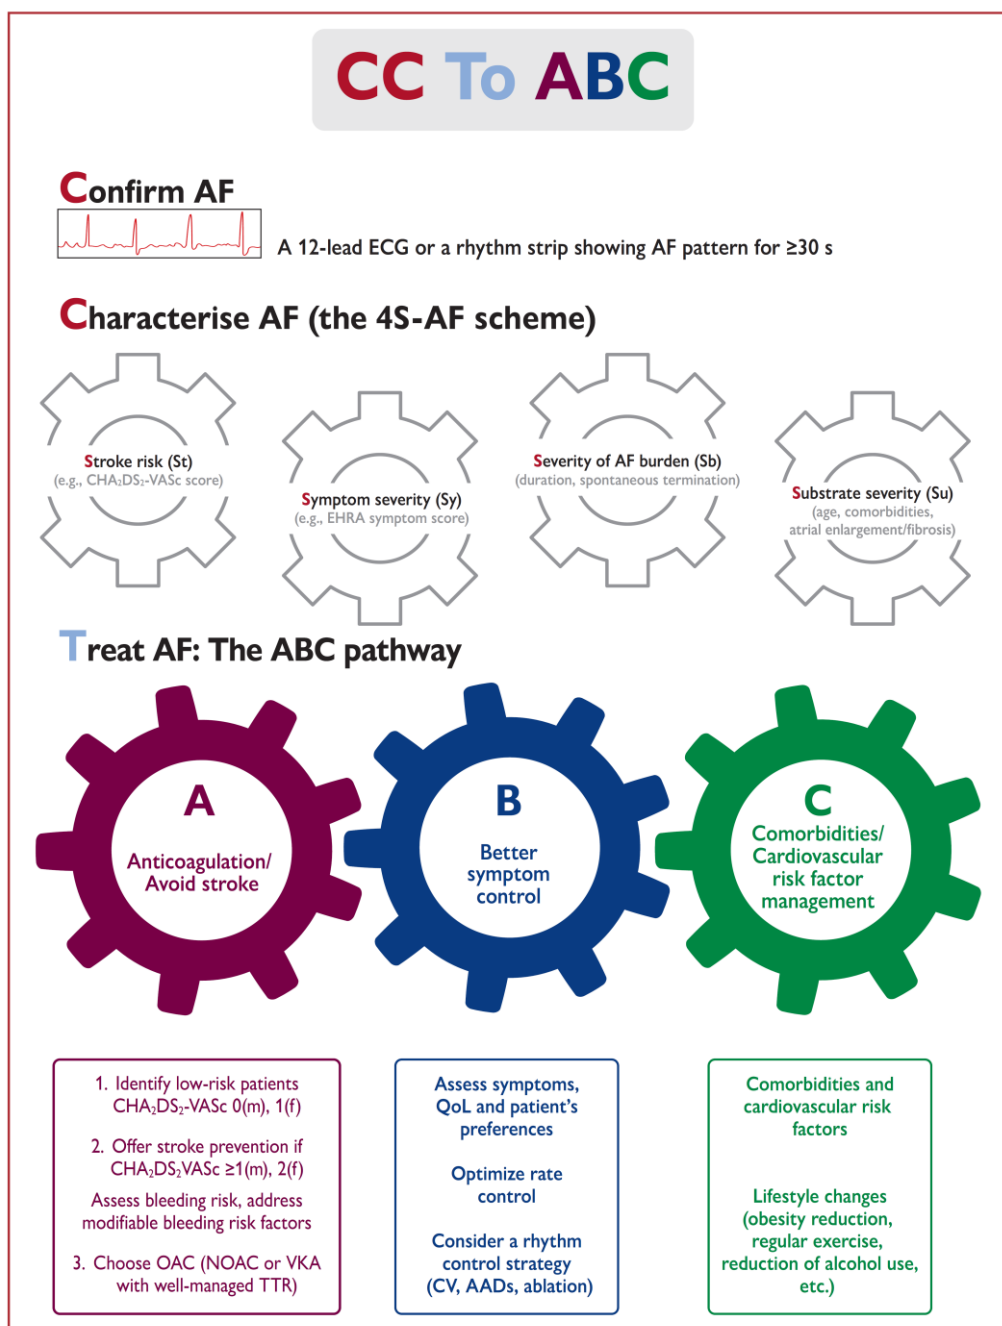 CC To ABC
Confirm AF
A 12-lead ECG or a rhythm strip showing AF pattern for ≥30 s
Characterise AF (the 4S-AF scheme)
Stroke risk (St)
(e.g., CHA₂DS₂-VASc score)
Symptom severity (Sy)
(e.g., EHRA symptom score)
Severity of AF burden (Sb)
(duration, spontaneous termination)
Substrate severity (Su)
(age, comorbidities,
atrial enlargement/fibrosis)
Treat AF: The ABC pathway
A
Anticoagulation/
Avoid stroke
B
Better
symptom
control
C
Comorbidities/
Cardiovascular
risk factor
management
1. Identify low-risk patients
CHA₂DS₂-VASc 0(m), 1(f)
2. Offer stroke prevention if
CHA₂DS₂VASc ≥1(m), 2(f)
Assess bleeding risk, address
modifiable bleeding risk factors
3. Choose OAC (NOAC or VKA
with well-managed TTR)
Assess symptoms,
QoL and patient's
preferences
Optimize rate
control
Consider a rhythm
control strategy
(CV, AADs, ablation)
Comorbidities and
cardiovascular risk
factors
Lifestyle changes
(obesity reduction,
regular exercise,
reduction of alcohol use,
etc.)